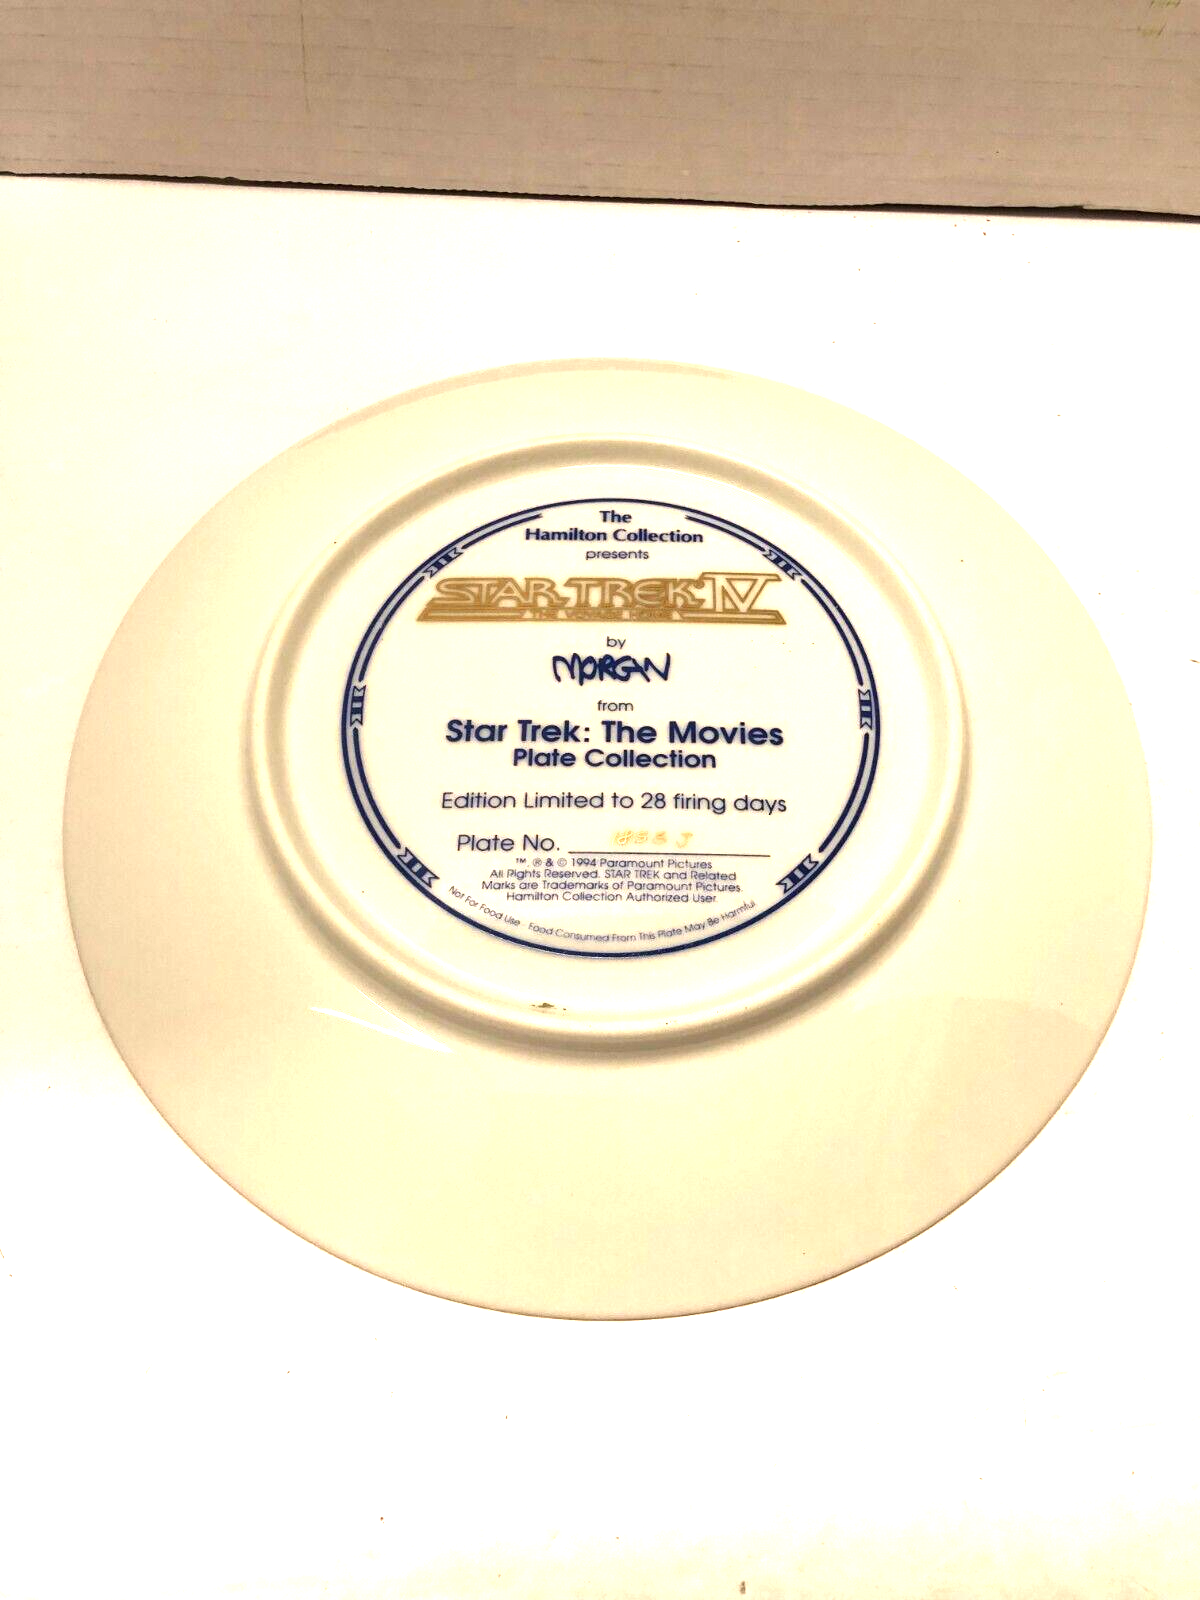 The
Hamilton Collection
presents
STAR TREK IV
THE VOYAGE HOME
by
MORGAN
from
Star Trek: The Movies
Plate Collection
Edition Limited to 28 firing days
Plate No.
™, ® & © 1994 Paramount Pictures
All Rights Reserved. STAR TREK and Related
Marks are Trademarks of Paramount Pictures.
Hamilton Collection Authorized User.
Not For Food Use · Food Consumed From This Plate May Be Harmful